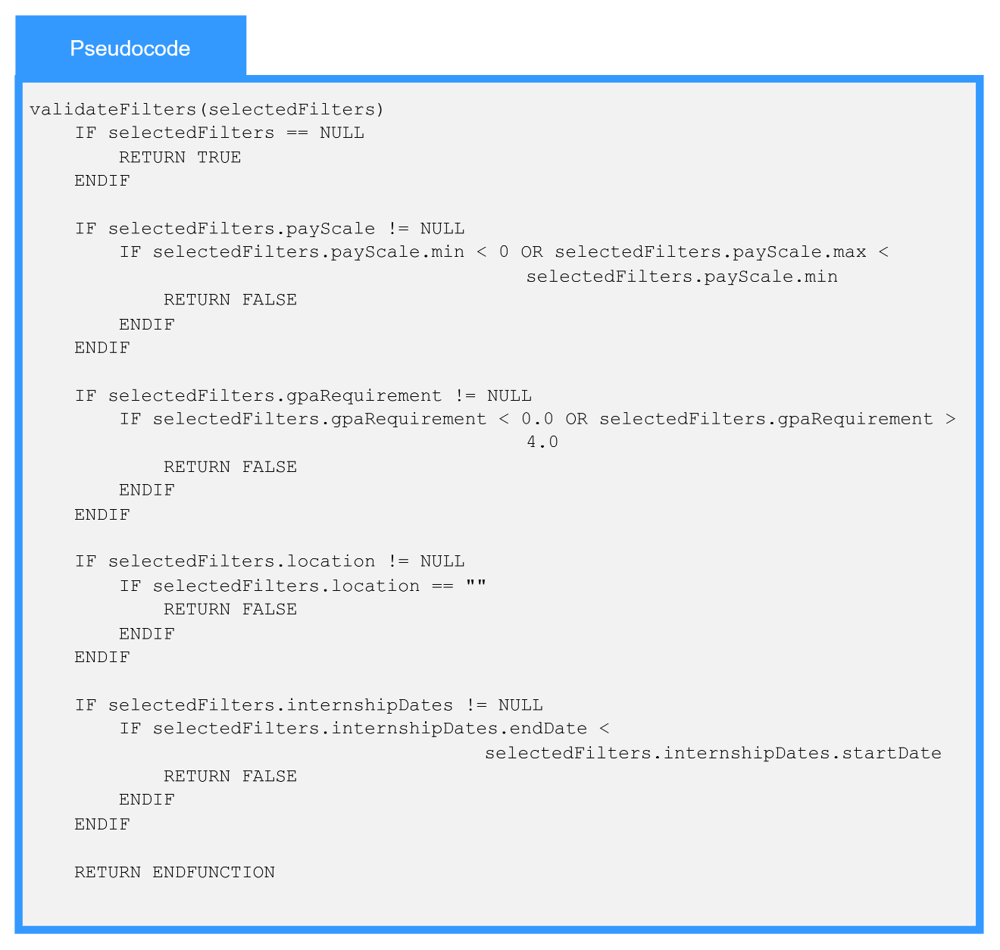 Pseudocode
validateFilters(selectedFilters)
IF selectedFilters == NULL
RETURN TRUE
ENDIF
IF selectedFilters.payScale != NULL
IF selectedFilters.payScale.min < 0 OR selectedFilters.payScale.max <
selectedFilters.payScale.min
RETURN FALSE
ENDIF
ENDIF
IF selectedFilters.gpaRequirement != NULL
IF selectedFilters.gpaRequirement < 0.0 OR selectedFilters.gpaRequirement >
4.0
RETURN FALSE
ENDIF
ENDIF
IF selectedFilters.location != NULL
IF selectedFilters.location == ""
RETURN FALSE
ENDIF
ENDIF
IF selectedFilters.internshipDates != NULL
IF selectedFilters.internshipDates.endDate <
selectedFilters.internshipDates.startDate
RETURN FALSE
ENDIF
ENDIF
RETURN ENDFUNCTION